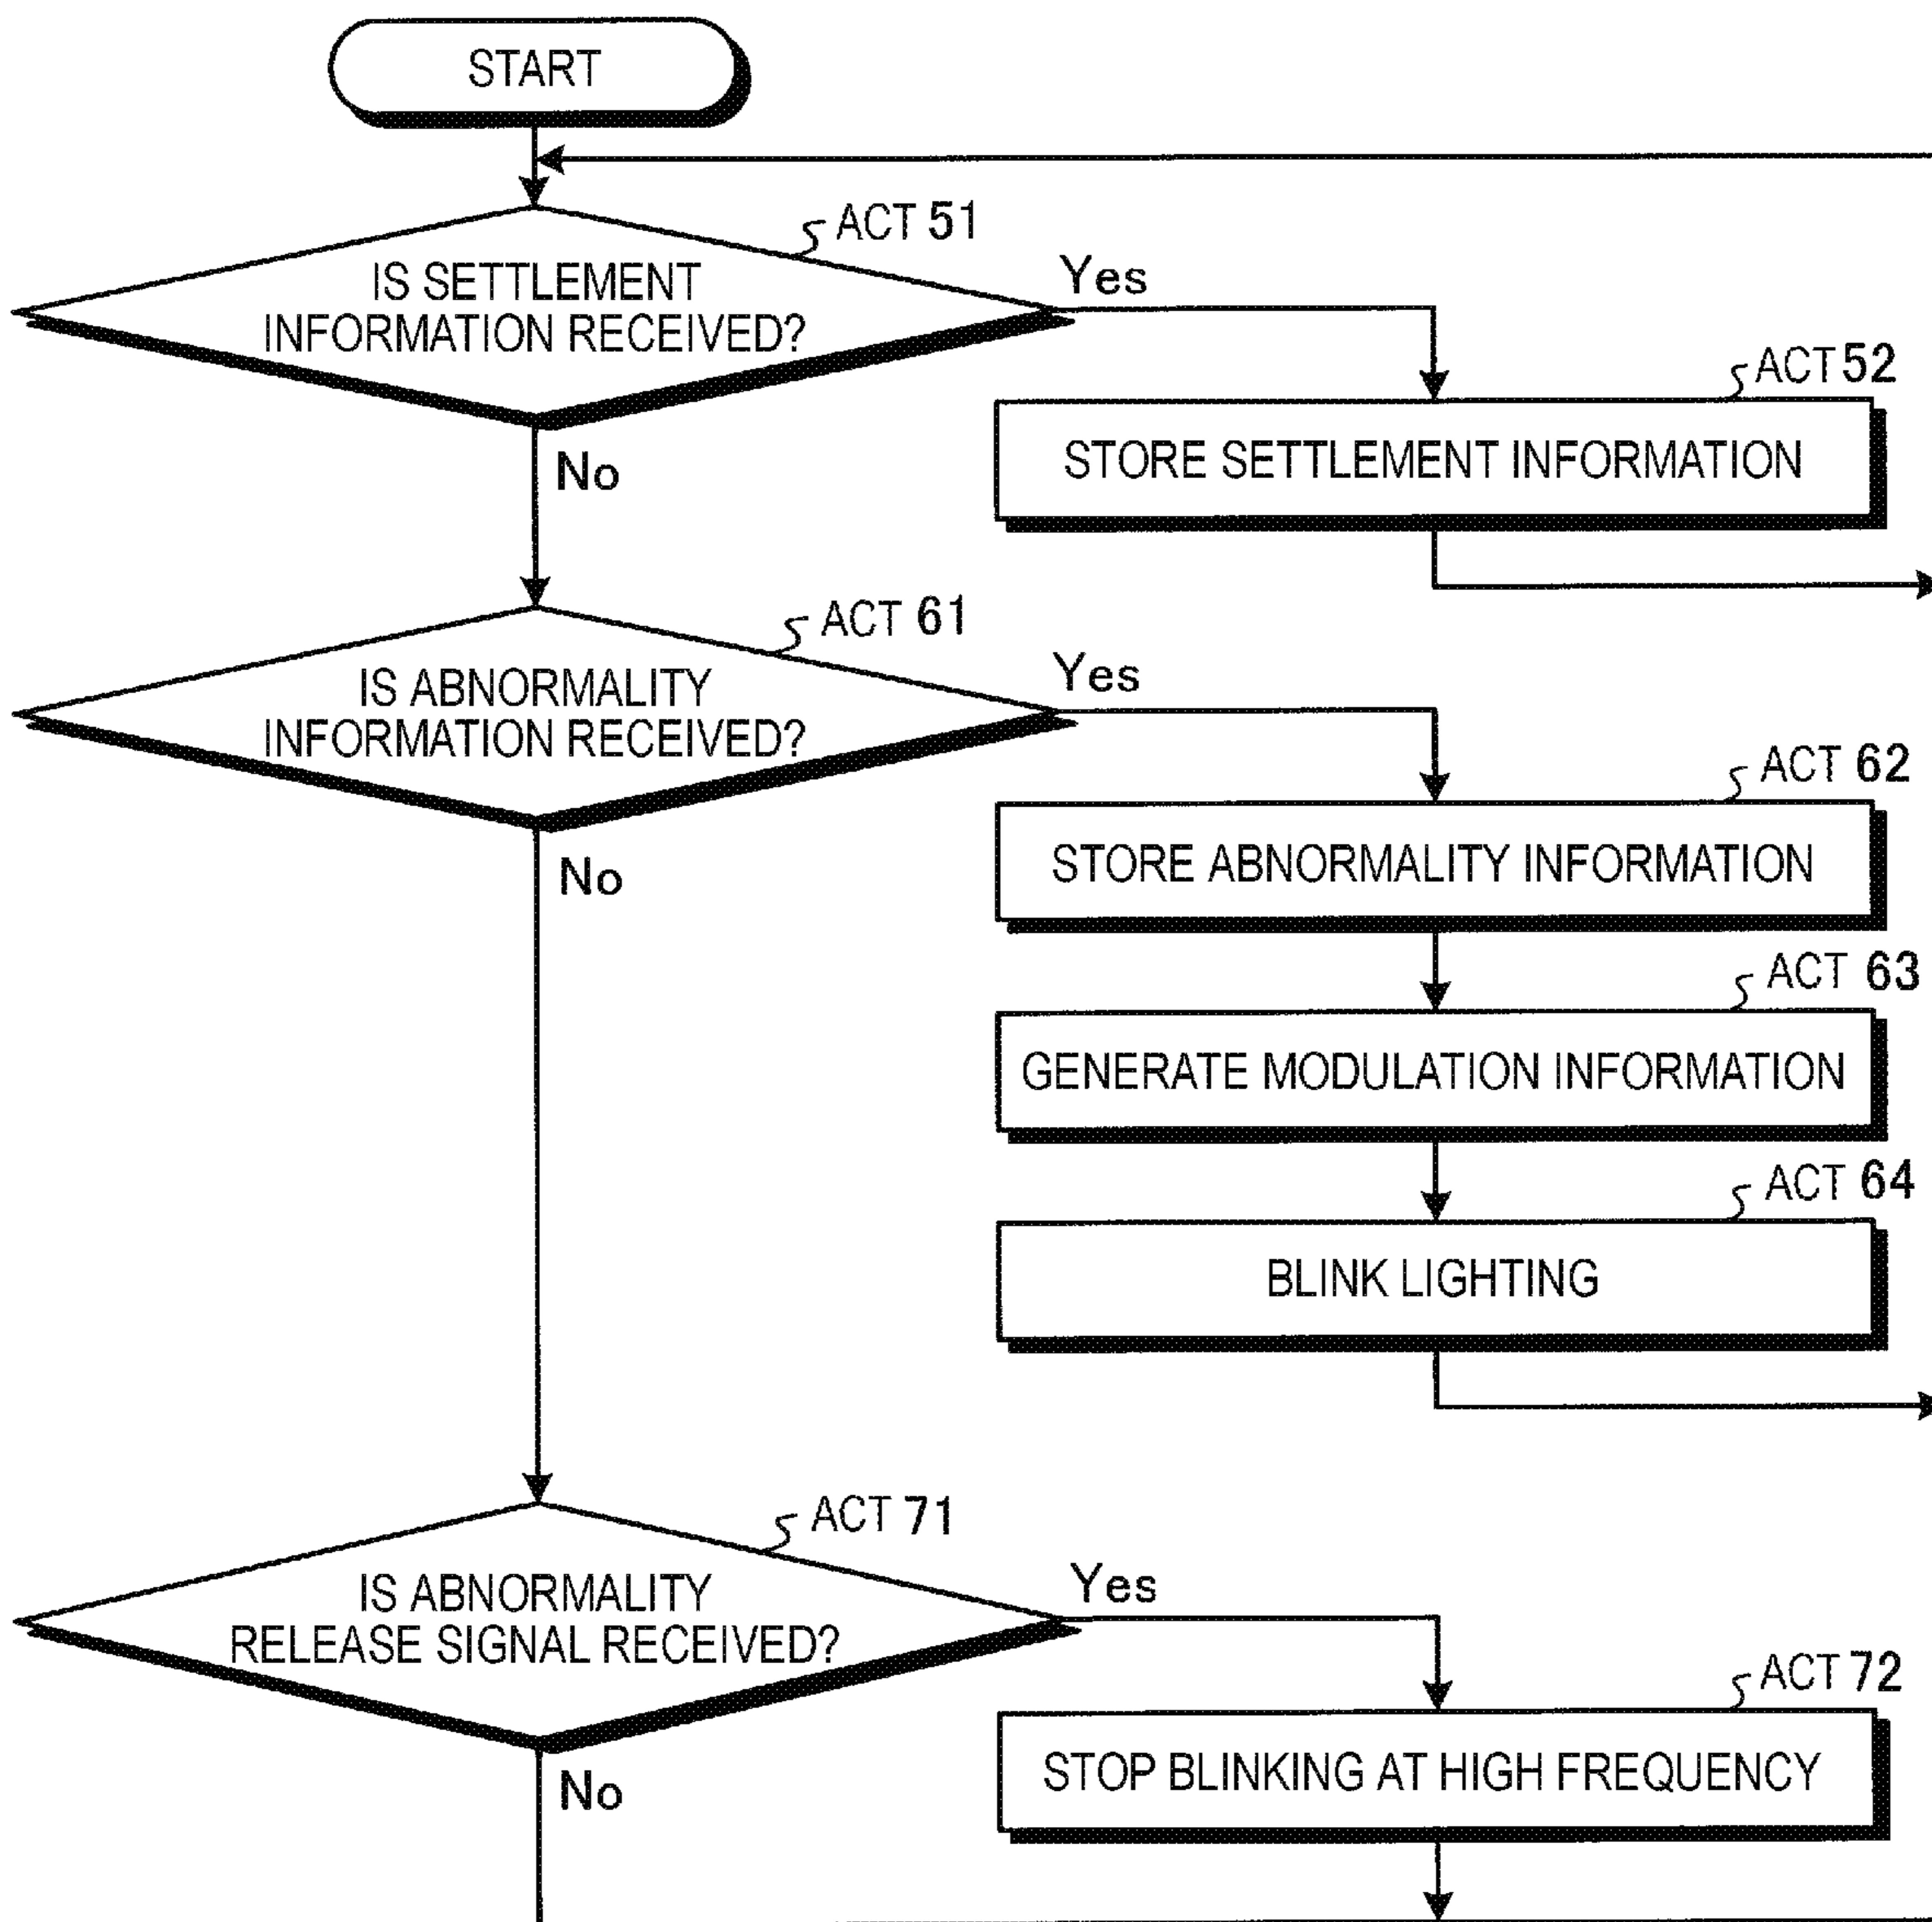 START
ACT 51
IS SETTLEMENT
INFORMATION RECEIVED?
Yes
No
ACT 52
STORE SETTLEMENT INFORMATION
ACT 61
IS ABNORMALITY
INFORMATION RECEIVED?
Yes
No
ACT 62
STORE ABNORMALITY INFORMATION
ACT 63
GENERATE MODULATION INFORMATION
ACT 64
BLINK LIGHTING
ACT 71
IS ABNORMALITY
RELEASE SIGNAL RECEIVED?
Yes
No
ACT 72
STOP BLINKING AT HIGH FREQUENCY